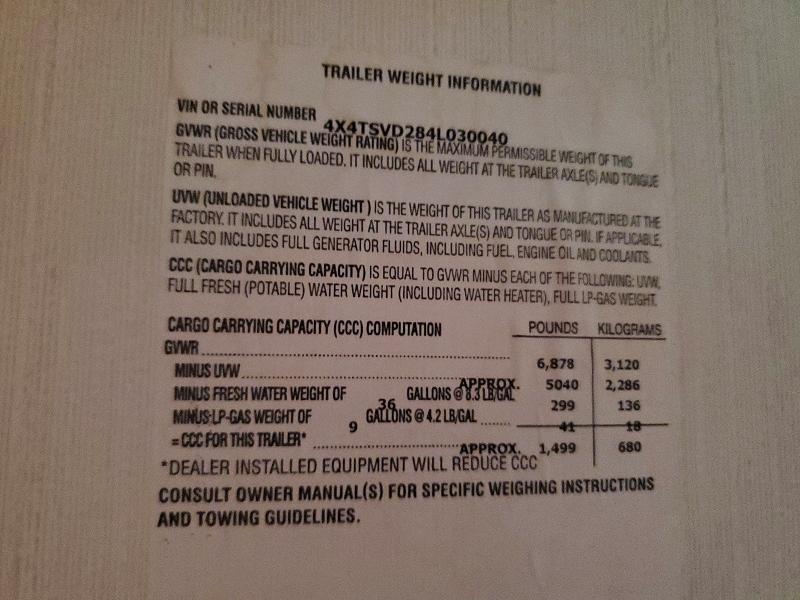 TRAILER WEIGHT INFORMATION
VIN OR SERIAL NUMBER 4X4TSVD284L030040
GVWR (GROSS VEHICLE WEIGHT RATING) IS THE MAXIMUM PERMISSIBLE WEIGHT OF THIS
TRAILER WHEN FULLY LOADED. IT INCLUDES ALL WEIGHT AT THE TRAILER AXLE(S) AND TONGUE
OR PIN.
UVW (UNLOADED VEHICLE WEIGHT ) IS THE WEIGHT OF THIS TRAILER AS MANUFACTURED AT THE
FACTORY. IT INCLUDES ALL WEIGHT AT THE TRAILER AXLE(S) AND TONGUE OR PIN. IF APPLICABLE,
IT ALSO INCLUDES FULL GENERATOR FLUIDS, INCLUDING FUEL, ENGINE OIL AND COOLANTS.
CCC (CARGO CARRYING CAPACITY) IS EQUAL TO GVWR MINUS EACH OF THE FOLLOWING: UVW,
FULL FRESH (POTABLE) WATER WEIGHT (INCLUDING WATER HEATER), FULL LP-GAS WEIGHT.
CARGO CARRYING CAPACITY (CCC) COMPUTATION POUNDS KILOGRAMS
GVWR 6,878 3,120
MINUS UVW APPROX. 5040 2,286
MINUS FRESH WATER WEIGHT OF 36 GALLONS @ 8.3 LB/GAL 299 136
MINUS LP-GAS WEIGHT OF 9 GALLONS @ 4.2 LB/GAL 41 18
= CCC FOR THIS TRAILER* APPROX. 1,499 680
*DEALER INSTALLED EQUIPMENT WILL REDUCE CCC
CONSULT OWNER MANUAL(S) FOR SPECIFIC WEIGHING INSTRUCTIONS
AND TOWING GUIDELINES.